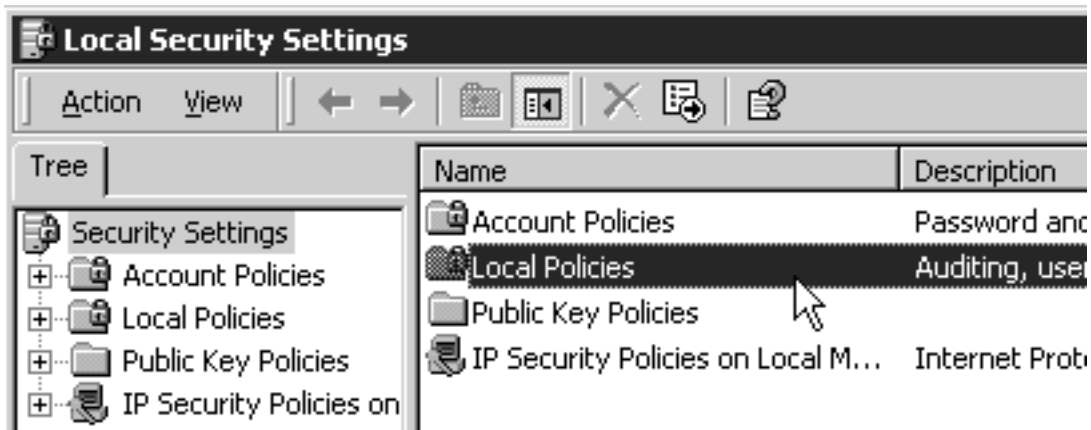 Local Security Settings
Action View
Tree
Security Settings
Account Policies
Local Policies
Public Key Policies
IP Security Policies on
Name Description
Account Policies Password and
Local Policies Auditing, user
Public Key Policies
IP Security Policies on Local M... Internet Proto